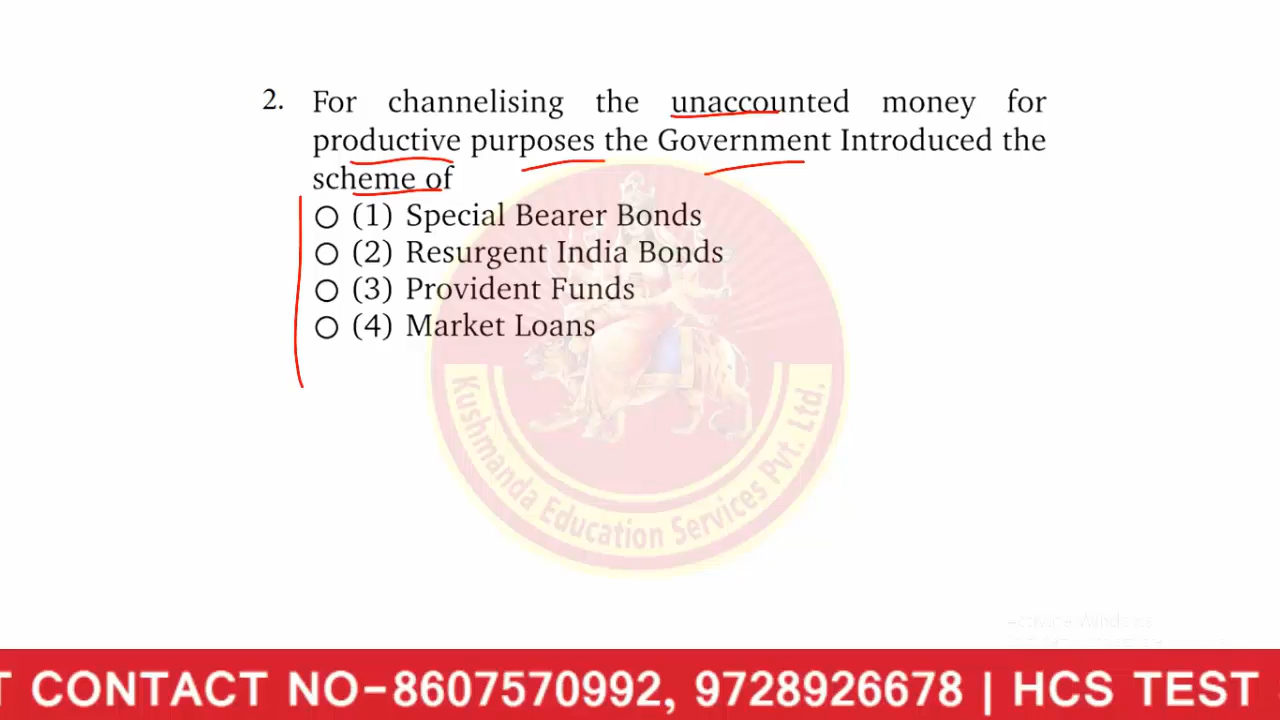 2. For channelising the unaccounted money for
productive purposes the Government Introduced the
scheme of
(1) Special Bearer Bonds
(2) Resurgent India Bonds
(3) Provident Funds
(4) Market Loans
Kushmanda Education Services Pvt. Ltd.
T CONTACT NO-8607570992, 9728926678 | HCS TEST